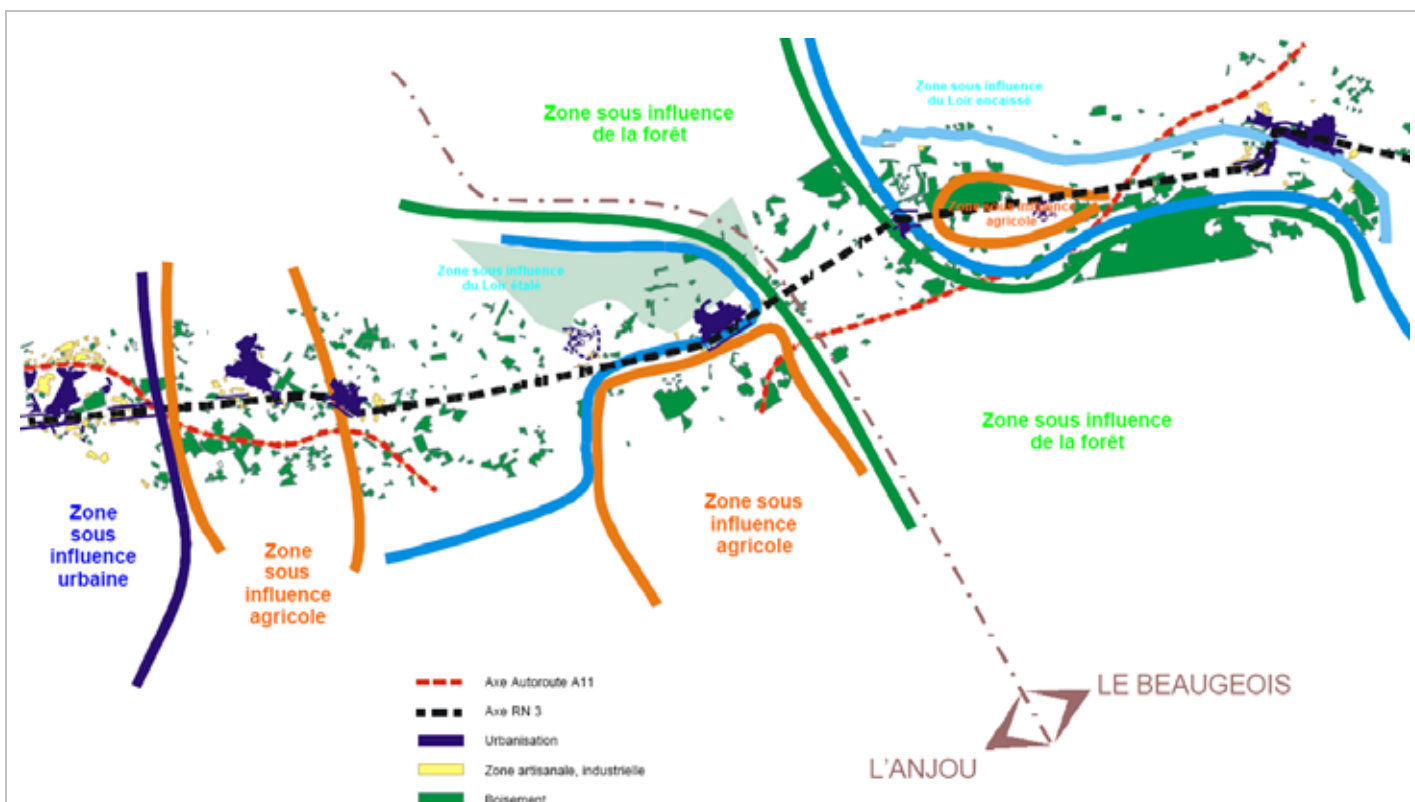 Zone sous influence
du Loir encaissé
Zone sous influence
de la forêt
Zone sous influence
agricole
Zone sous influence
du Loir étalé
Zone sous influence
de la forêt
Zone
sous
influence
urbaine
Zone
sous
influence
agricole
Zone sous
influence
agricole
LE BEAUGEOIS
L'ANJOU
Axe Autoroute A11
Axe RN 3
Urbanisation
Zone artisanale, industrielle
Boisement